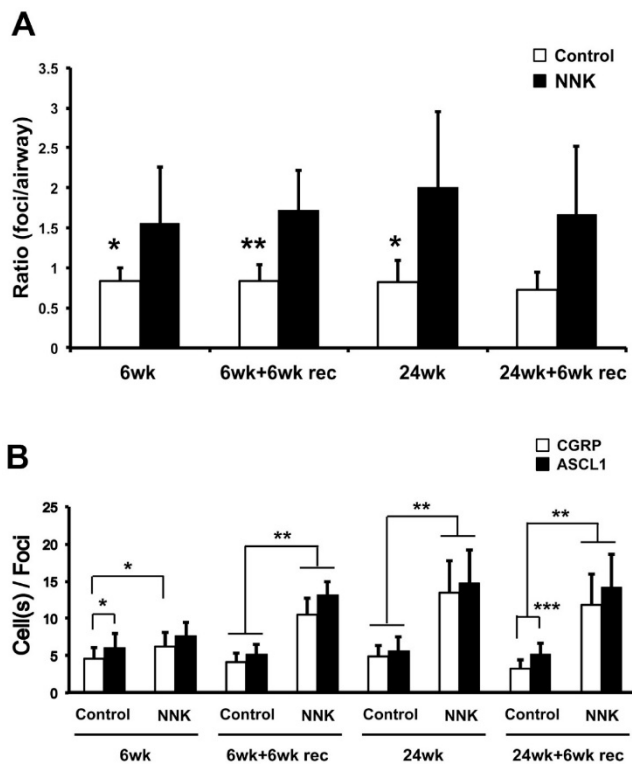 A
Control
NNK
Ratio (foci/airway)
3.5
3
2.5
2
1.5
1
0.5
0
*
**
*
6wk
6wk+6wk rec
24wk
24wk+6wk rec
B
CGRP
ASCL1
Cell(s) / Foci
25
20
15
10
5
0
*
*
**
**
**
***
Control NNK Control NNK Control NNK Control NNK
6wk 6wk+6wk rec 24wk 24wk+6wk rec